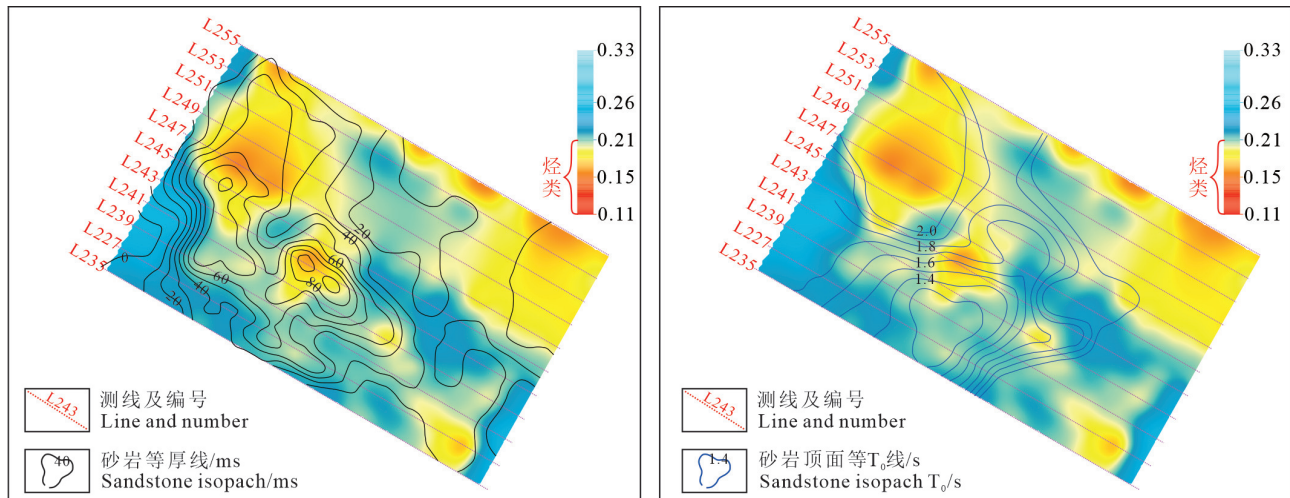 L255
L253
L251
L249
L247
L245
L243
L241
L239
L227
L235
0.33
0.26
0.21
0.15
0.11
烃类
20
40
60
80
60
40
20
0
L243
测线及编号
Line and number
40
砂岩等厚线/ms
Sandstone isopach/ms
L255
L253
L251
L249
L247
L245
L243
L241
L239
L227
L235
0.33
0.26
0.21
0.15
0.11
烃类
2.0
1.8
1.6
1.4
L243
测线及编号
Line and number
1.4
砂岩顶面等T₀线/s
Sandstone isopach T₀/s